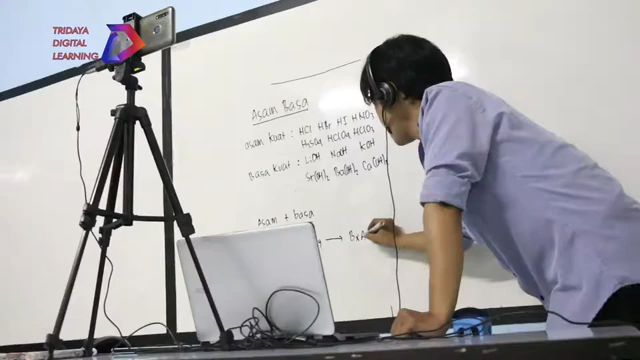 TRIDAYA
DIGITAL
LEARNING
Asam Basa
Asam kuat : HCl HBr HI HNO3
H2SO4 HClO4 HClO3
Basa kuat : LiOH NaOH KOH
Sr(OH)2 Ba(OH)2 Ca(OH)2
Asam + basa
→ BxA